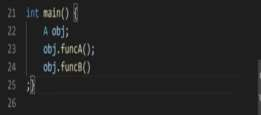 21 int main() {
22 A obj;
23 obj.funcA();
24 obj.funcB()
25 ;}
26